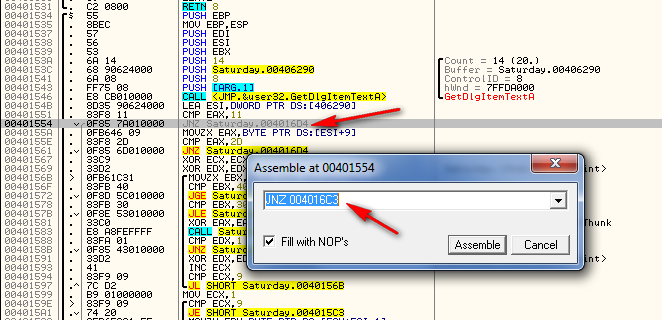 00401531 . C2 0800 RETN 8
00401534 $ 55 PUSH EBP
00401535 . 8BEC MOV EBP,ESP
00401537 . 57 PUSH EDI
00401538 . 56 PUSH ESI
00401539 . 53 PUSH EBX
0040153A . 6A 14 PUSH 14 Count = 14 (20.)
0040153C . 68 90624000 PUSH Saturday.00406290 Buffer = Saturday.00406290
00401541 . 6A 08 PUSH 8 ControlID = 8
00401543 . FF75 08 PUSH [ARG.1] hWnd = 7FFDA000
00401546 . E8 CB010000 CALL <JMP.&user32.GetDlgItemTextA> GetDlgItemTextA
0040154B . 8D35 90624000 LEA ESI,DWORD PTR DS:[406290]
00401551 . 83F8 11 CMP EAX,11
00401554 . 0F85 7A010000 JNZ Saturday.004016D4
0040155A . 0FB646 09 MOVZX EAX,BYTE PTR DS:[ESI+9]
0040155E . 83F8 2D CMP EAX,2D
00401561 . 0F85 6D010000 JNZ Saturday.004016D4
00401567 . 33C9 XOR ECX,ECX
00401569 . 33D2 XOR EDX,EDX
0040156B > 0FB61C31 MOVZX EBX,
0040156F . 83FB 40 CMP EBX,40
00401572 . 0F8D 5C010000 JGE Saturday
00401578 . 83FB 30 CMP EBX,30
0040157B . 0F8E 53010000 JLE Saturday
00401581 . 33C0 XOR EAX,EAX
00401583 . E8 A8FEFFFF CALL Saturday
00401588 . 83FA 01 CMP EDX,1
0040158B . 0F85 43010000 JNZ Saturday
00401591 . 33D2 XOR EDX,EDX
00401593 . 41 INC ECX
00401594 . 83F9 09 CMP ECX,9
00401597 . 7C D2 JL SHORT Saturday.0040156B
00401599 . B9 01000000 MOV ECX,1
0040159E > 83F9 09 CMP ECX,9
004015A1 . 74 20 JE SHORT Saturday.004015C3
Assemble at 00401554
JNZ 004016C3
Fill with NOP's
Assemble
Cancel